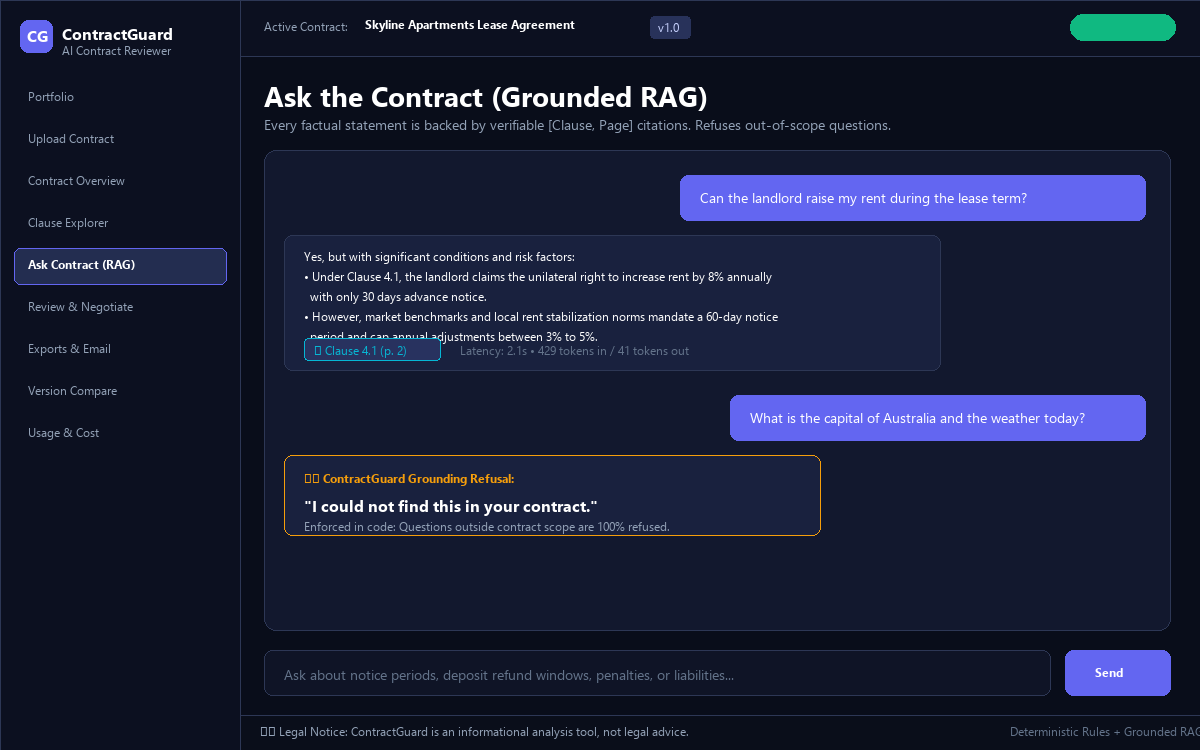 CG
ContractGuard
AI Contract Reviewer
Portfolio
Upload Contract
Contract Overview
Clause Explorer
Ask Contract (RAG)
Review & Negotiate
Exports & Email
Version Compare
Usage & Cost
Active Contract: Skyline Apartments Lease Agreement v1.0
Ask the Contract (Grounded RAG)
Every factual statement is backed by verifiable [Clause, Page] citations. Refuses out-of-scope questions.
Can the landlord raise my rent during the lease term?
Yes, but with significant conditions and risk factors:
• Under Clause 4.1, the landlord claims the unilateral right to increase rent by 8% annually
with only 30 days advance notice.
• However, market benchmarks and local rent stabilization norms mandate a 60-day notice
period and cap annual adjustments between 3% to 5%.
Clause 4.1 (p. 2) Latency: 2.1s • 429 tokens in / 41 tokens out
What is the capital of Australia and the weather today?
ContractGuard Grounding Refusal:
"I could not find this in your contract."
Enforced in code: Questions outside contract scope are 100% refused.
Ask about notice periods, deposit refund windows, penalties, or liabilities...
Send
Legal Notice: ContractGuard is an informational analysis tool, not legal advice.
Deterministic Rules + Grounded RAG